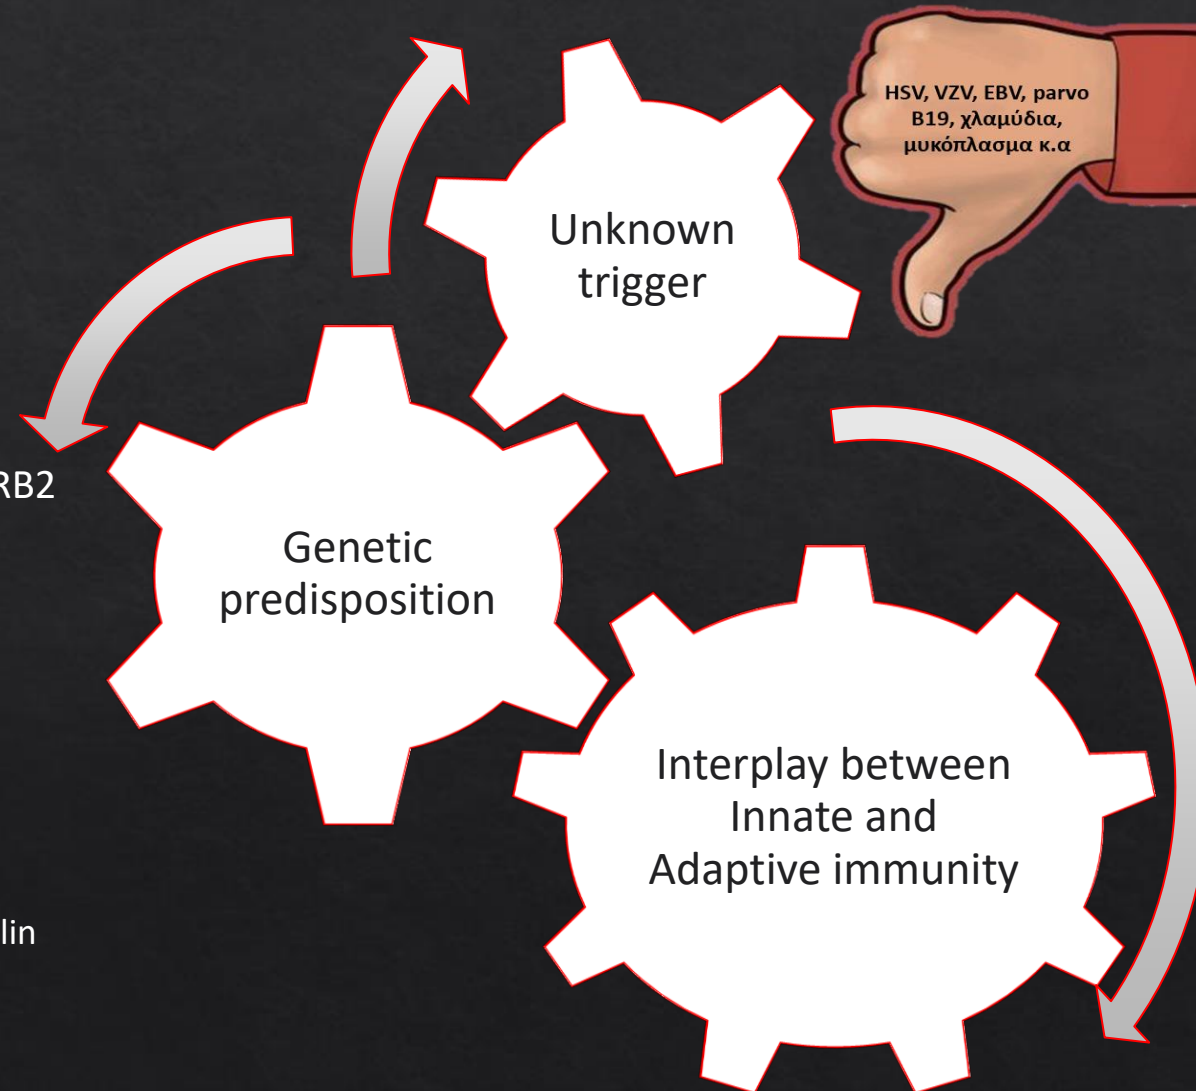 HSV, VZV, EBV, parvo
B19, χλαμύδια,
μυκόπλασμα κ.α
Unknown
trigger
RB2
Genetic
predisposition
Interplay between
Innate and
Adaptive immunity
lin